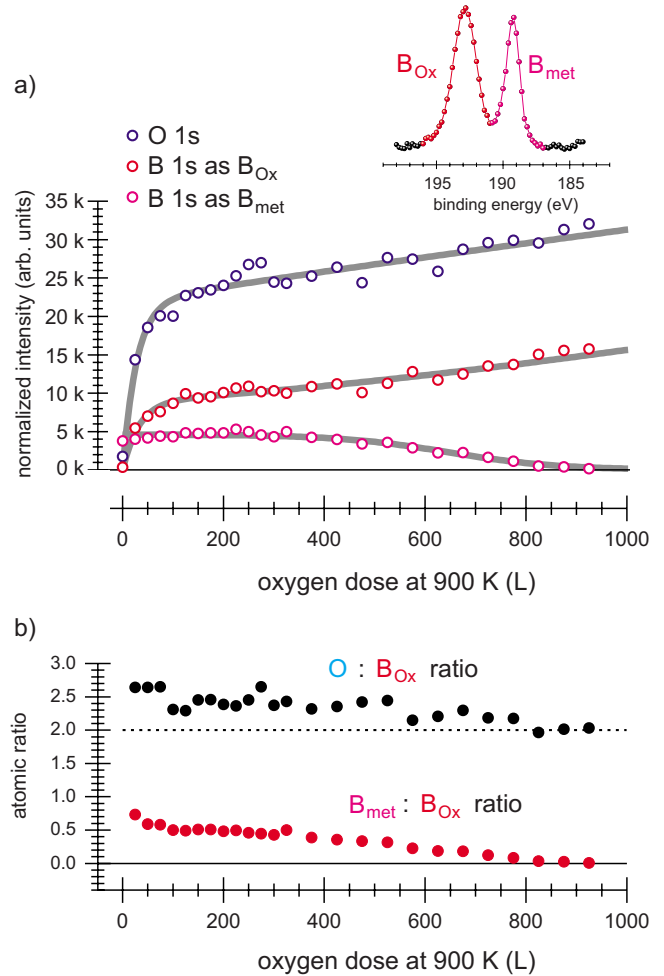 a)
B_Ox
B_met
195 190 185
binding energy (eV)
O 1s
B 1s as B_Ox
B 1s as B_met
normalized intensity (arb. units)
35 k
30 k
25 k
20 k
15 k
10 k
5 k
0 k
0 200 400 600 800 1000
oxygen dose at 900 K (L)
b)
atomic ratio
3.0
2.5
2.0
1.5
1.0
0.5
0.0
O : B_Ox ratio
B_met : B_Ox ratio
0 200 400 600 800 1000
oxygen dose at 900 K (L)